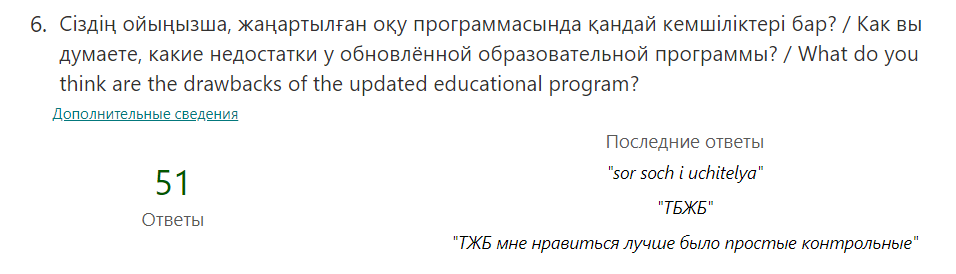 6. Сіздің ойыңызша, жаңартылған оқу программасында қандай кемшіліктері бар? / Как вы
думаете, какие недостатки у обновлённой образовательной программы? / What do you
think are the drawbacks of the updated educational program?
Дополнительные сведения
Последние ответы
"sor soch i uchitelya"
51
"ТБЖБ"
Ответы
"ТЖБ мне нравиться лучше было простые контрольные"